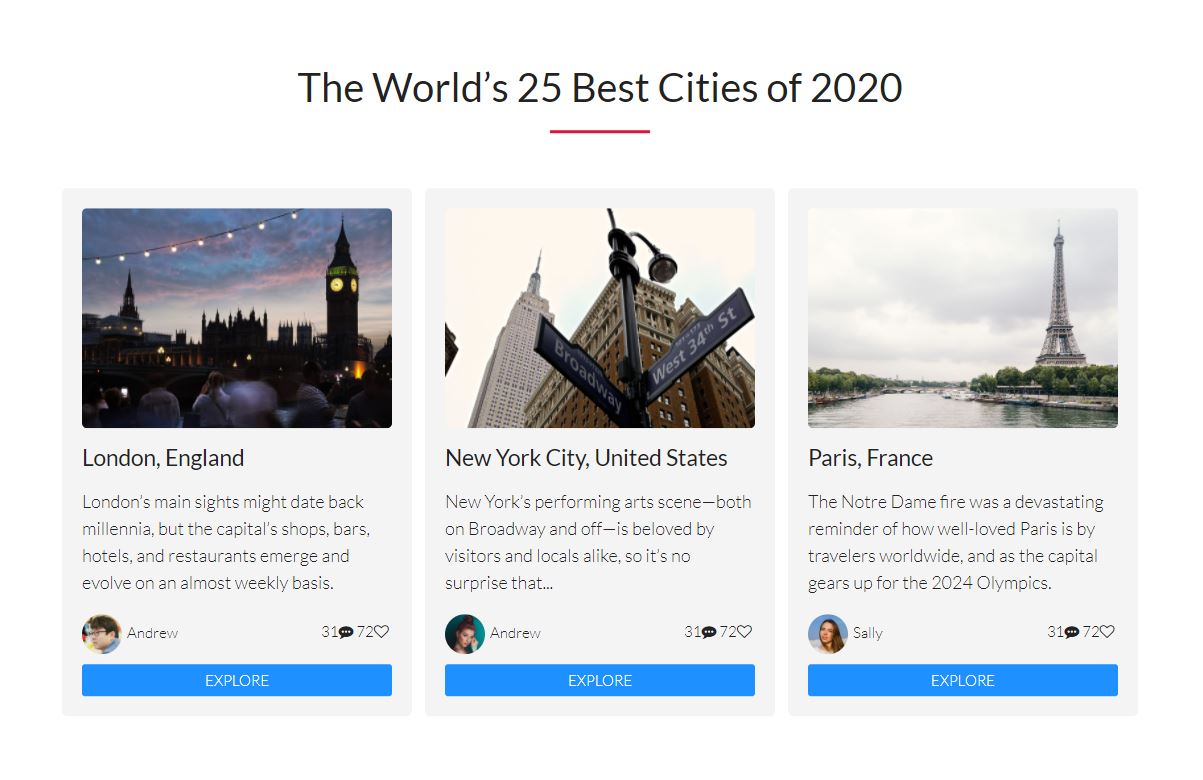 The World’s 25 Best Cities of 2020
Broadway
West 34th St
London, England
London’s main sights might date back
millennia, but the capital’s shops, bars,
hotels, and restaurants emerge and
evolve on an almost weekly basis.
Andrew
31 72
EXPLORE
New York City, United States
New York’s performing arts scene—both
on Broadway and off—is beloved by
visitors and locals alike, so it’s no
surprise that...
Andrew
31 72
EXPLORE
Paris, France
The Notre Dame fire was a devastating
reminder of how well-loved Paris is by
travelers worldwide, and as the capital
gears up for the 2024 Olympics.
Sally
31 72
EXPLORE